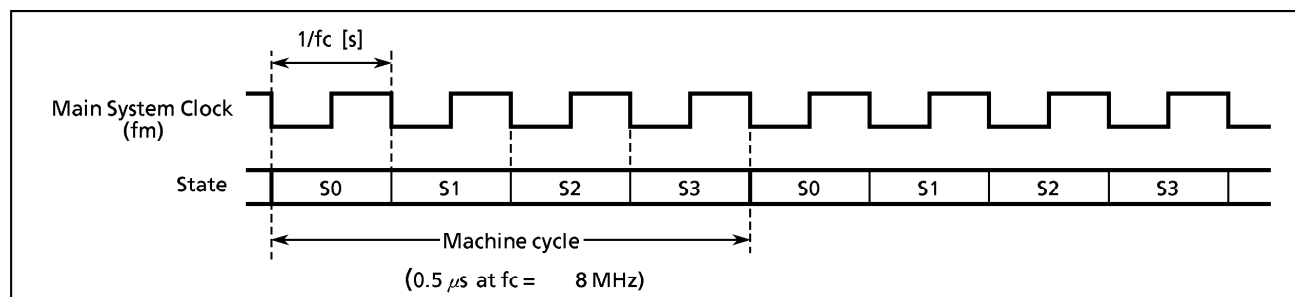 1/fc [s]
Main System Clock
(fm)
State
S0 S1 S2 S3 S0 S1 S2 S3
Machine cycle
(0.5 μs at fc = 8 MHz)